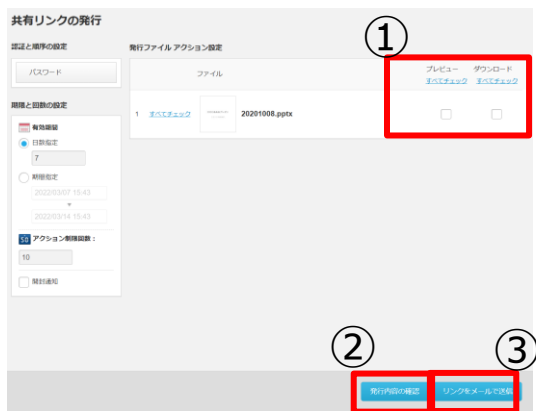 共有リンクの発行
認証と順序の設定
パスワード
期限と回数の設定
有効期間
日数指定
7
期間指定
2022/03/07 15:43
2022/03/14 15:43
50 アクション制限回数：
10
開封通知
発行ファイル アクション設定
①
ファイル
プレビュー ダウンロード
すべてチェック すべてチェック
1 すべてチェック 20201008.pptx
② ③
発行内容の確認 リンクをメールで送信